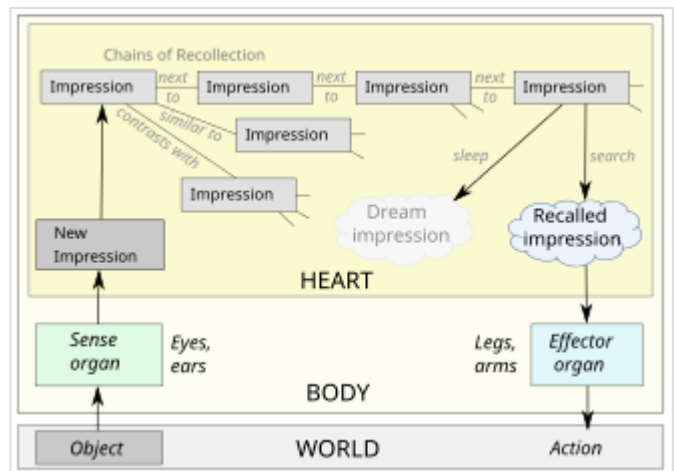 Chains of Recollection
Impression
next
to
Impression
next
to
Impression
next
to
Impression
similar to
Impression
contrasts with
Impression
sleep
search
Dream
impression
Recalled
impression
New
Impression
HEART
Sense
organ
Eyes,
ears
Legs,
arms
Effector
organ
BODY
Object
WORLD
Action